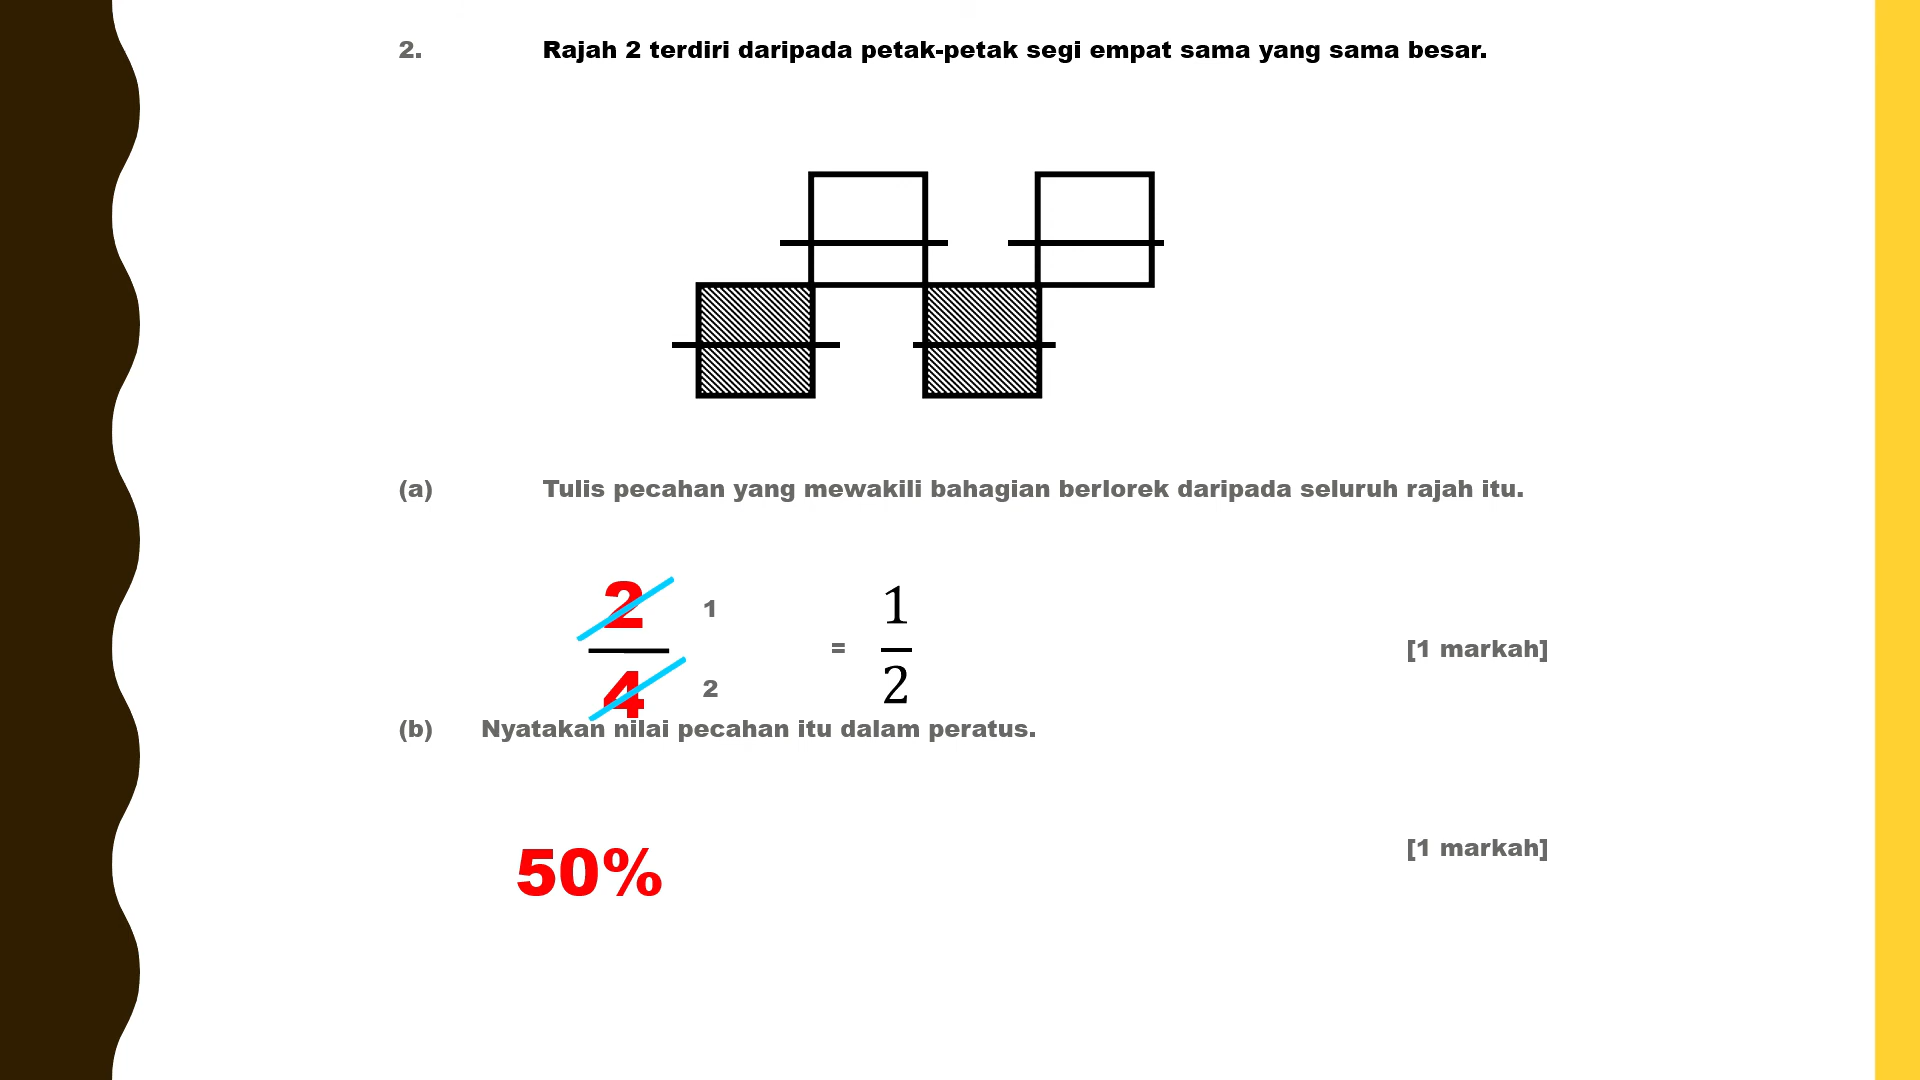 2. Rajah 2 terdiri daripada petak-petak segi empat sama yang sama besar.
(a) Tulis pecahan yang mewakili bahagian berlorek daripada seluruh rajah itu.
2 1
4 2
= 1
2
[1 markah]
(b) Nyatakan nilai pecahan itu dalam peratus.
[1 markah]
50%